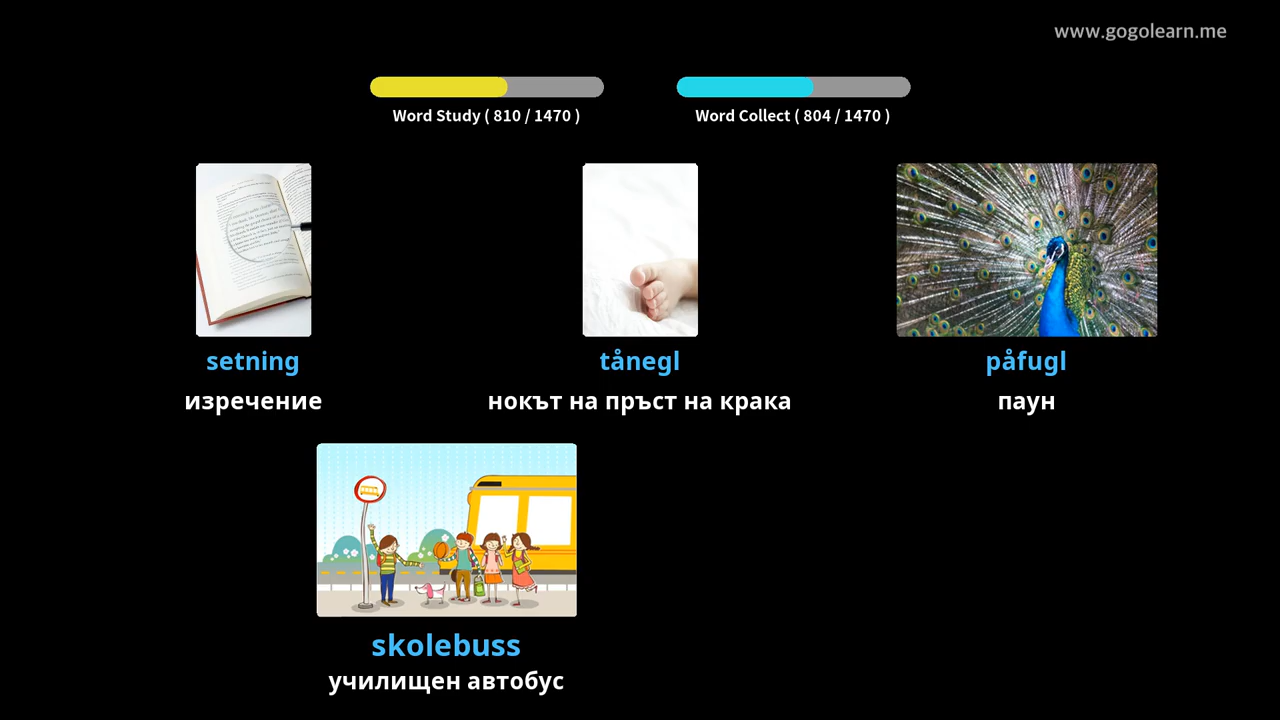 www.gogolearn.me
Word Study ( 810 / 1470 )
Word Collect ( 804 / 1470 )
setning
изречение
tånegl
нокът на пръст на крака
påfugl
паун
skolebuss
училищен автобус